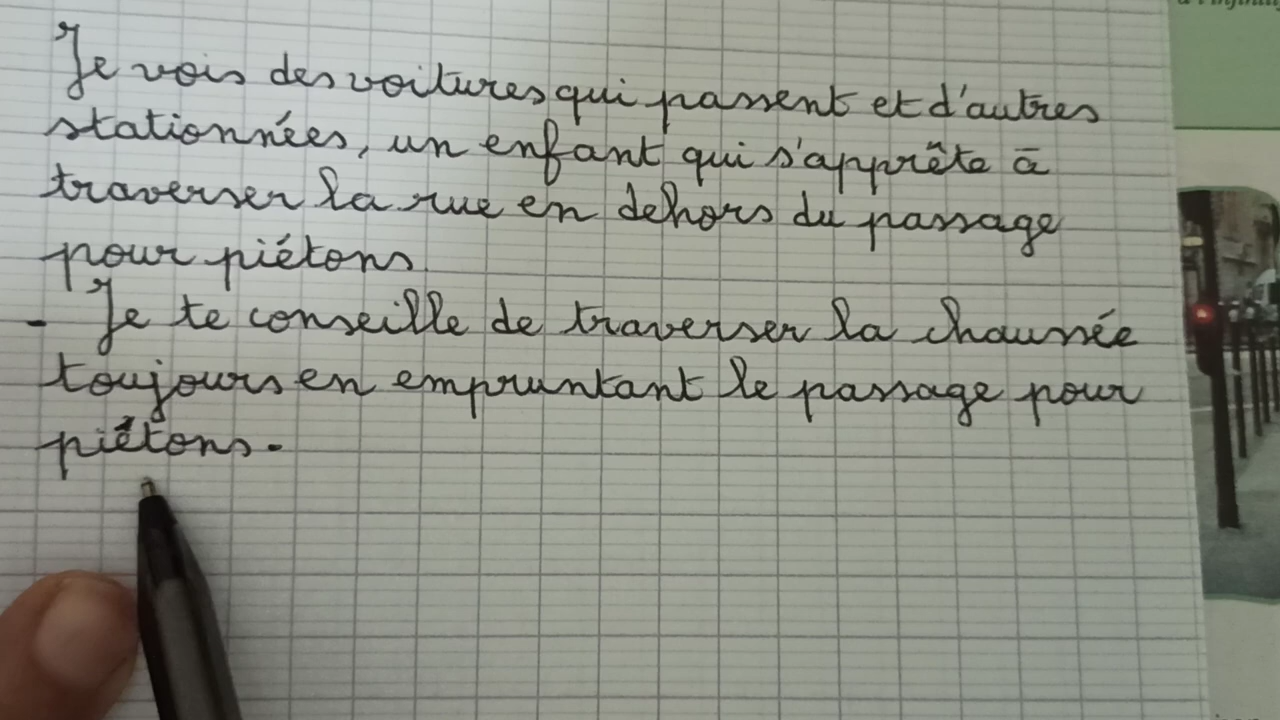 Je vois des voitures qui passent et d'autres
stationnées, un enfant qui s'apprête à
traverser la rue en dehors du passage
pour piétons
- Je te conseille de traverser la chaussée
toujours en empruntant le passage pour
piétons.